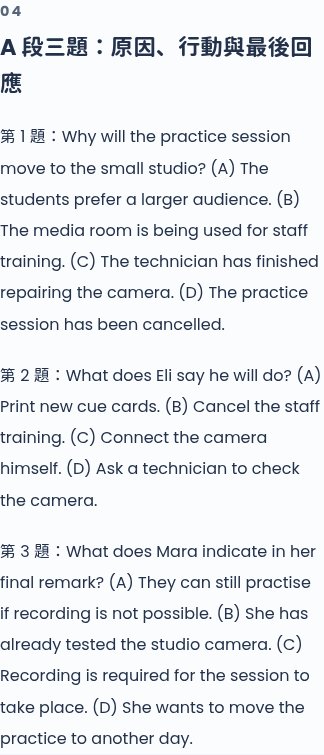 04
A 段三題：原因、行動與最後回
應
第 1 題：Why will the practice session
move to the small studio? (A) The
students prefer a larger audience. (B)
The media room is being used for staff
training. (C) The technician has finished
repairing the camera. (D) The practice
session has been cancelled.
第 2 題：What does Eli say he will do? (A)
Print new cue cards. (B) Cancel the staff
training. (C) Connect the camera
himself. (D) Ask a technician to check
the camera.
第 3 題：What does Mara indicate in her
final remark? (A) They can still practise
if recording is not possible. (B) She has
already tested the studio camera. (C)
Recording is required for the session to
take place. (D) She wants to move the
practice to another day.